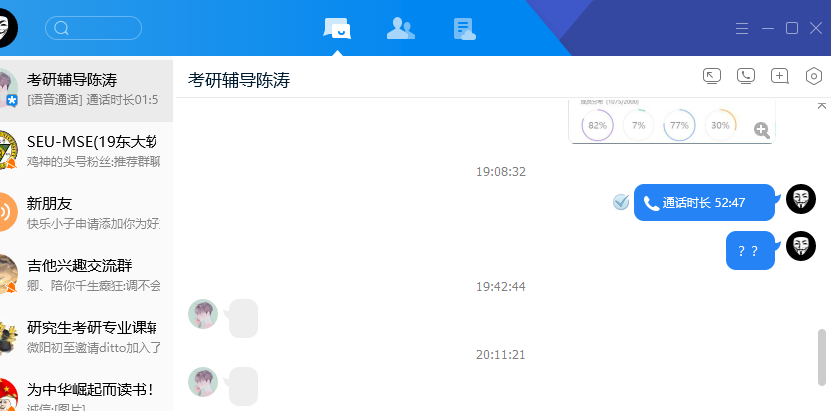 考研辅导陈涛
[语音通话] 通话时长01:5
SEU-MSE(19东大软
鸡神的头号粉丝:推荐群聊
新朋友
快乐小子申请添加你为好
吉他兴趣交流群
卿、陪你千生癫狂:调不会
研究生考研专业课辅
微阳初至邀请ditto加入了
为中华崛起而读书！
诚信:[图片]
考研辅导陈涛
82%
7%
77%
30%
19:08:32
通话时长 52:47
？？
19:42:44
20:11:21